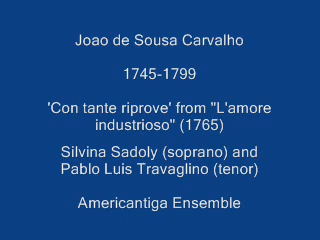 Joao de Sousa Carvalho
1745-1799
'Con tante riprove' from "L'amore
industrioso" (1765)
Silvina Sadoly (soprano) and
Pablo Luis Travaglino (tenor)
Americantiga Ensemble